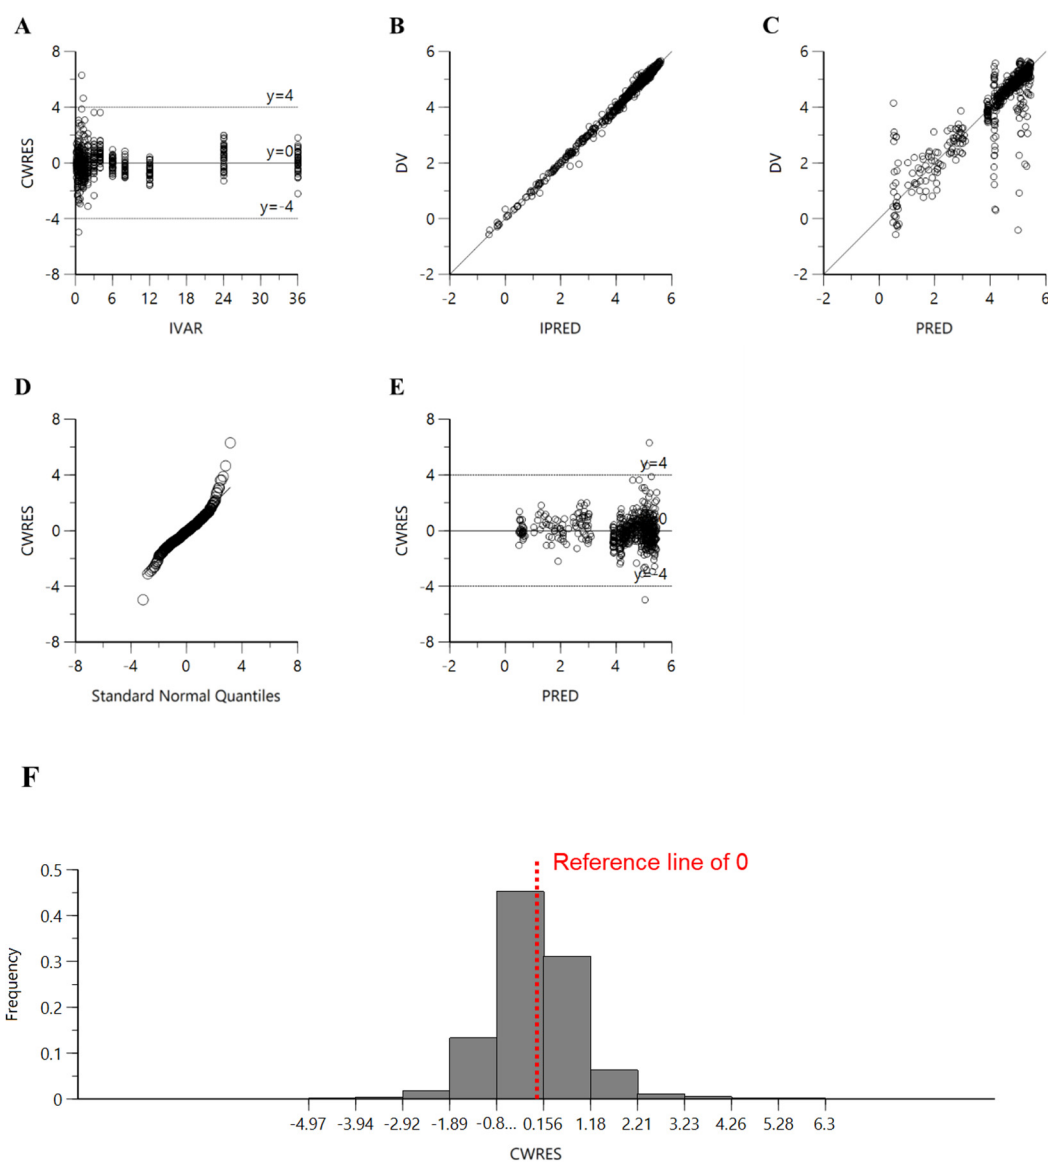 A
8
4
0
-4
-8
CWRES
y=4
y=0
y=-4
0 6 12 18 24 30 36
IVAR
B
6
4
2
0
-2
DV
-2 0 2 4 6
IPRED
C
6
4
2
0
-2
DV
-2 0 2 4 6
PRED
D
8
4
0
-4
-8
CWRES
-8 -4 0 4 8
Standard Normal Quantiles
E
8
4
0
-4
-8
CWRES
y=4
0
y=-4
-2 0 2 4 6
PRED
F
Reference line of 0
0.5
0.4
0.3
0.2
0.1
0
Frequency
-4.97 -3.94 -2.92 -1.89 -0.8... 0.156 1.18 2.21 3.23 4.26 5.28 6.3
CWRES